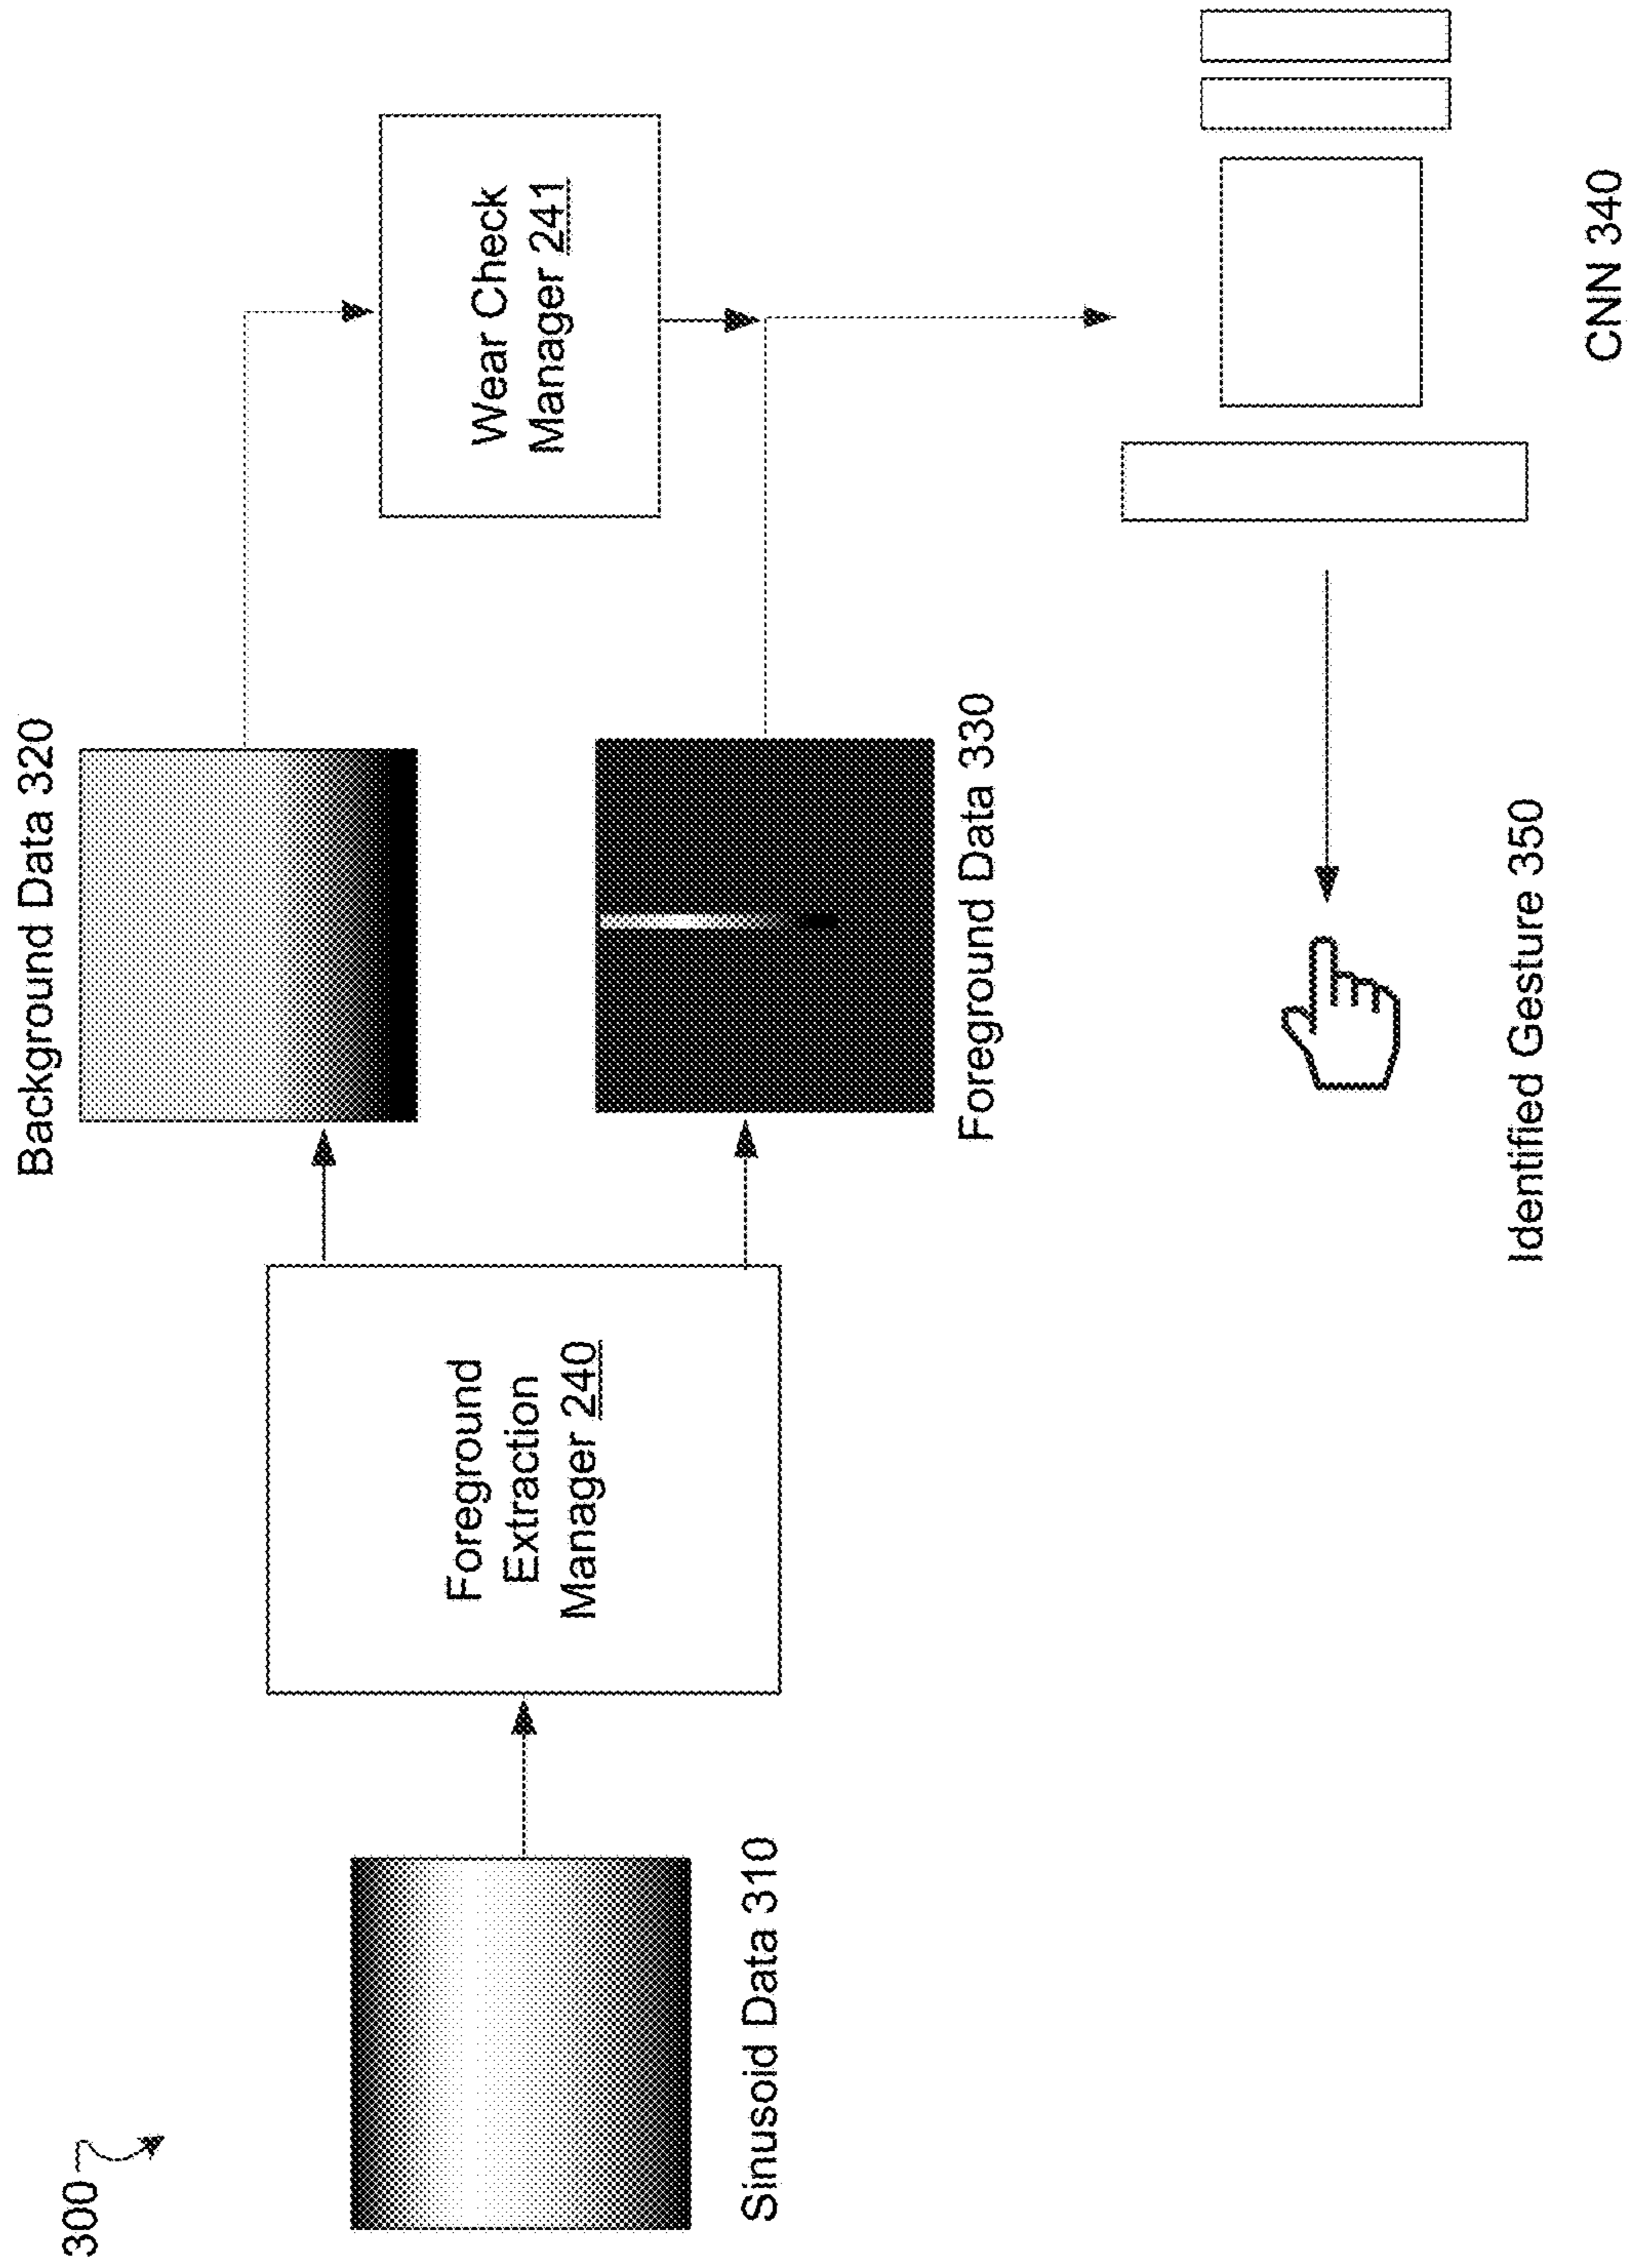 300
Sinusoid Data 310
Foreground
Extraction
Manager 240
Background Data 320
Foreground Data 330
Wear Check
Manager 241
CNN 340
Identified Gesture 350